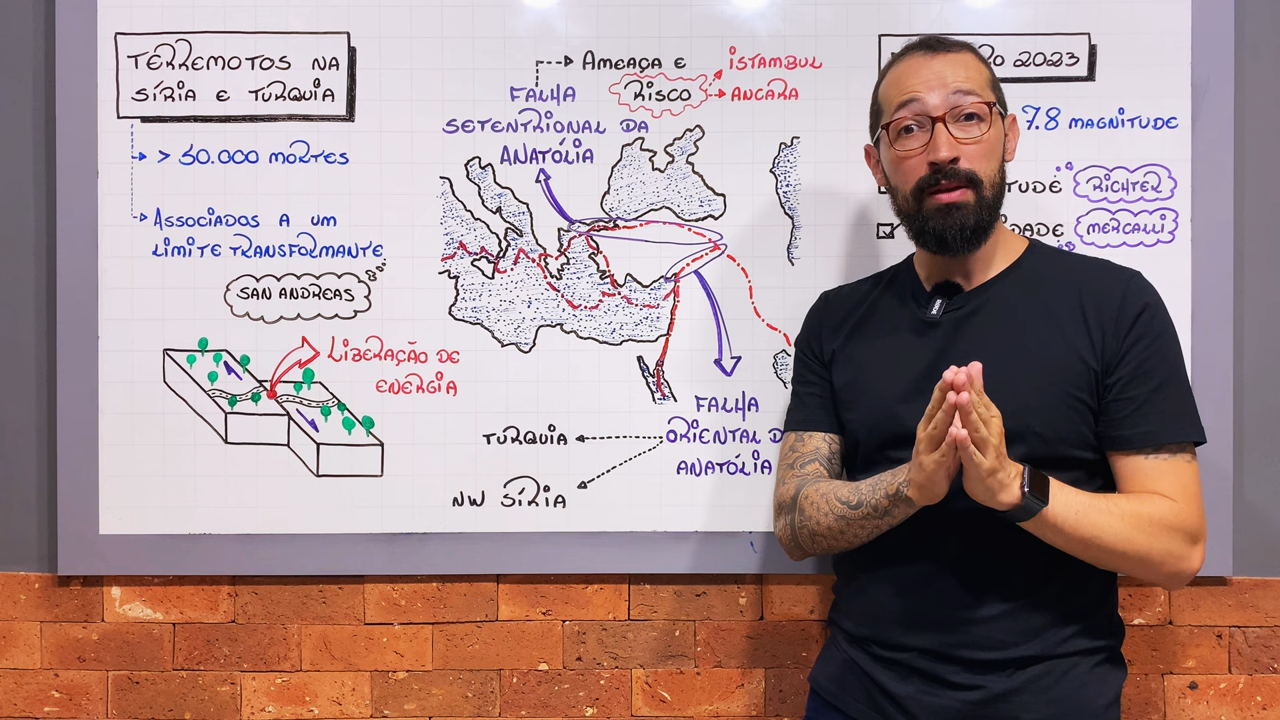 TERREMOTOS NA
SÍRIA E TURQUIA
> 50.000 MORTES
ASSOCIADOS A UM
LIMITE TRANSFORMANTE
SAN ANDREAS
LIBERAÇÃO DE
ENERGIA
AMEAÇA E
RISCO
ISTAMBUL
ANCARA
FALHA
SETENTRIONAL DA
ANATÓLIA
FALHA
ORIENTAL
ANATÓLIA
TURQUIA
NW SÍRIA
2023
7.8 MAGNITUDE
RICHTER
MERCALLI